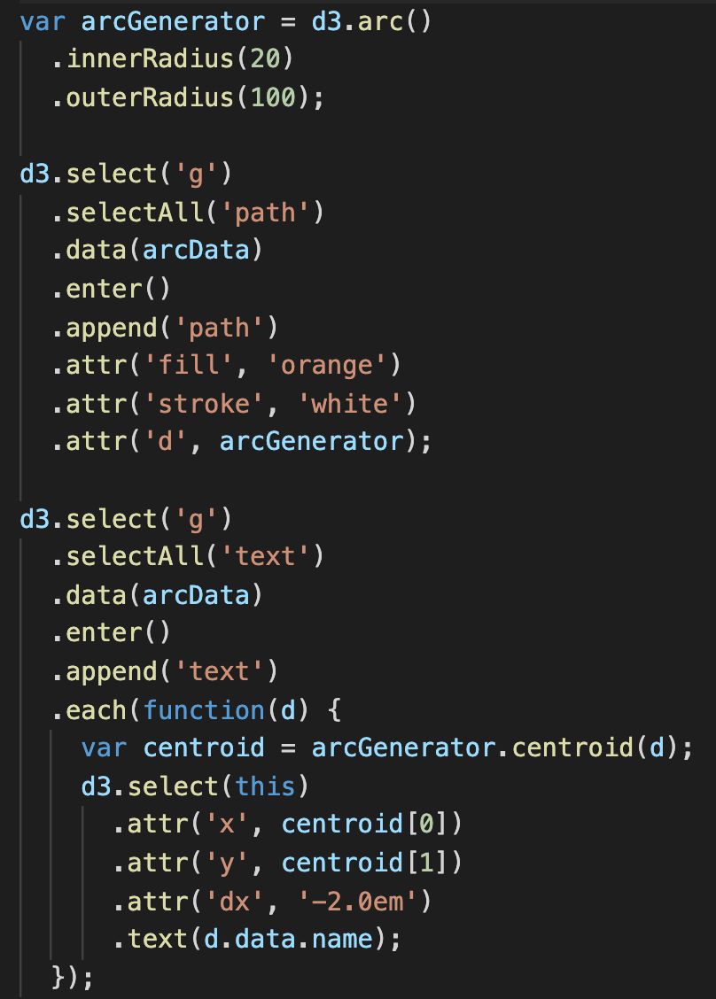 var arcGenerator = d3.arc()
  .innerRadius(20)
  .outerRadius(100);

d3.select('g')
  .selectAll('path')
  .data(arcData)
  .enter()
  .append('path')
  .attr('fill', 'orange')
  .attr('stroke', 'white')
  .attr('d', arcGenerator);

d3.select('g')
  .selectAll('text')
  .data(arcData)
  .enter()
  .append('text')
  .each(function(d) {
    var centroid = arcGenerator.centroid(d);
    d3.select(this)
      .attr('x', centroid[0])
      .attr('y', centroid[1])
      .attr('dx', '-2.0em')
      .text(d.data.name);
  });